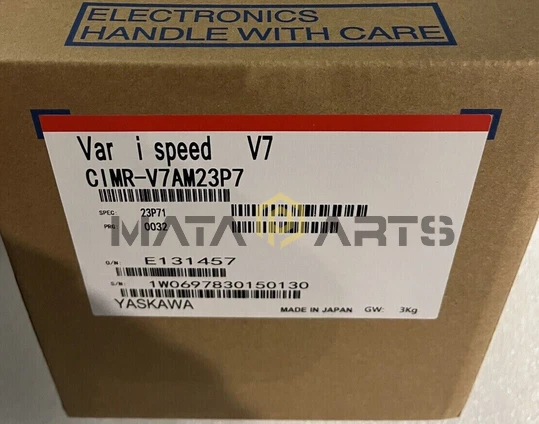 ELECTRONICS
HANDLE WITH CARE
Var i speed V7
CIMR-V7AM23P7
SPEC: 23P71
PRG: 0032
MATA PARTS
O/N: E131457
S/N: 1W0697830150130
YASKAWA MADE IN JAPAN GW: 3Kg